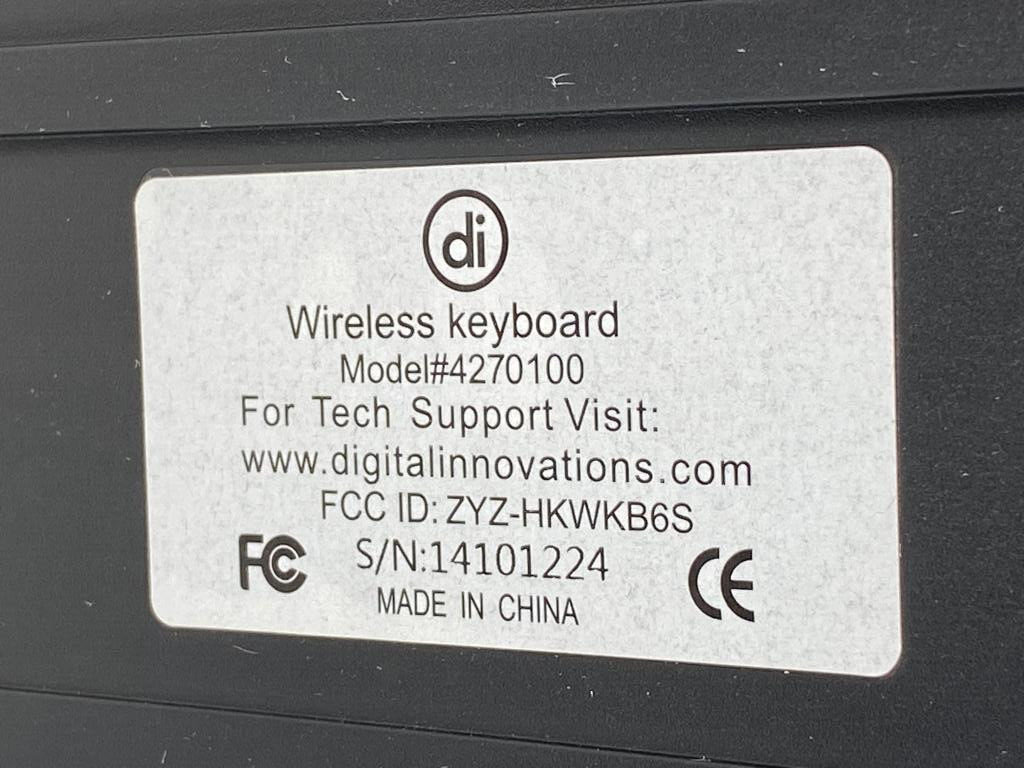 di
Wireless keyboard
Model#4270100
For Tech Support Visit:
www.digitalinnovations.com
FCC ID: ZYZ-HKWKB6S
FC S/N:14101224 CE
MADE IN CHINA